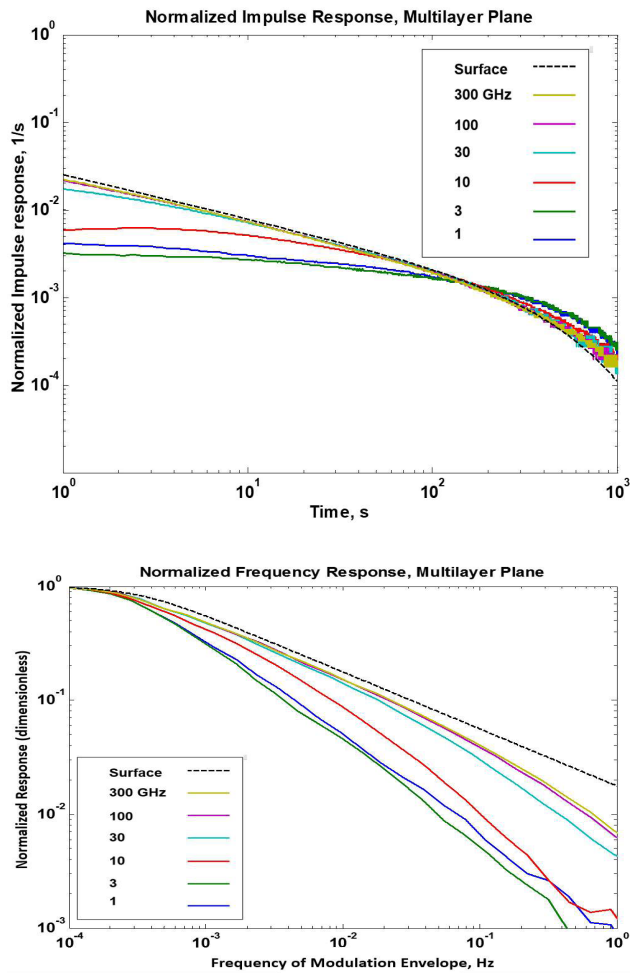 Normalized Impulse Response, Multilayer Plane
Normalized Impulse response, 1/s
10^0
10^-1
10^-2
10^-3
10^-4
Surface
300 GHz
100
30
10
3
1
10^0
10^1
10^2
10^3
Time, s
Normalized Frequency Response, Multilayer Plane
Normalized Response (dimensionless)
10^0
10^-1
10^-2
10^-3
Surface
300 GHz
100
30
10
3
1
10^-4
10^-3
10^-2
10^-1
10^0
Frequency of Modulation Envelope, Hz